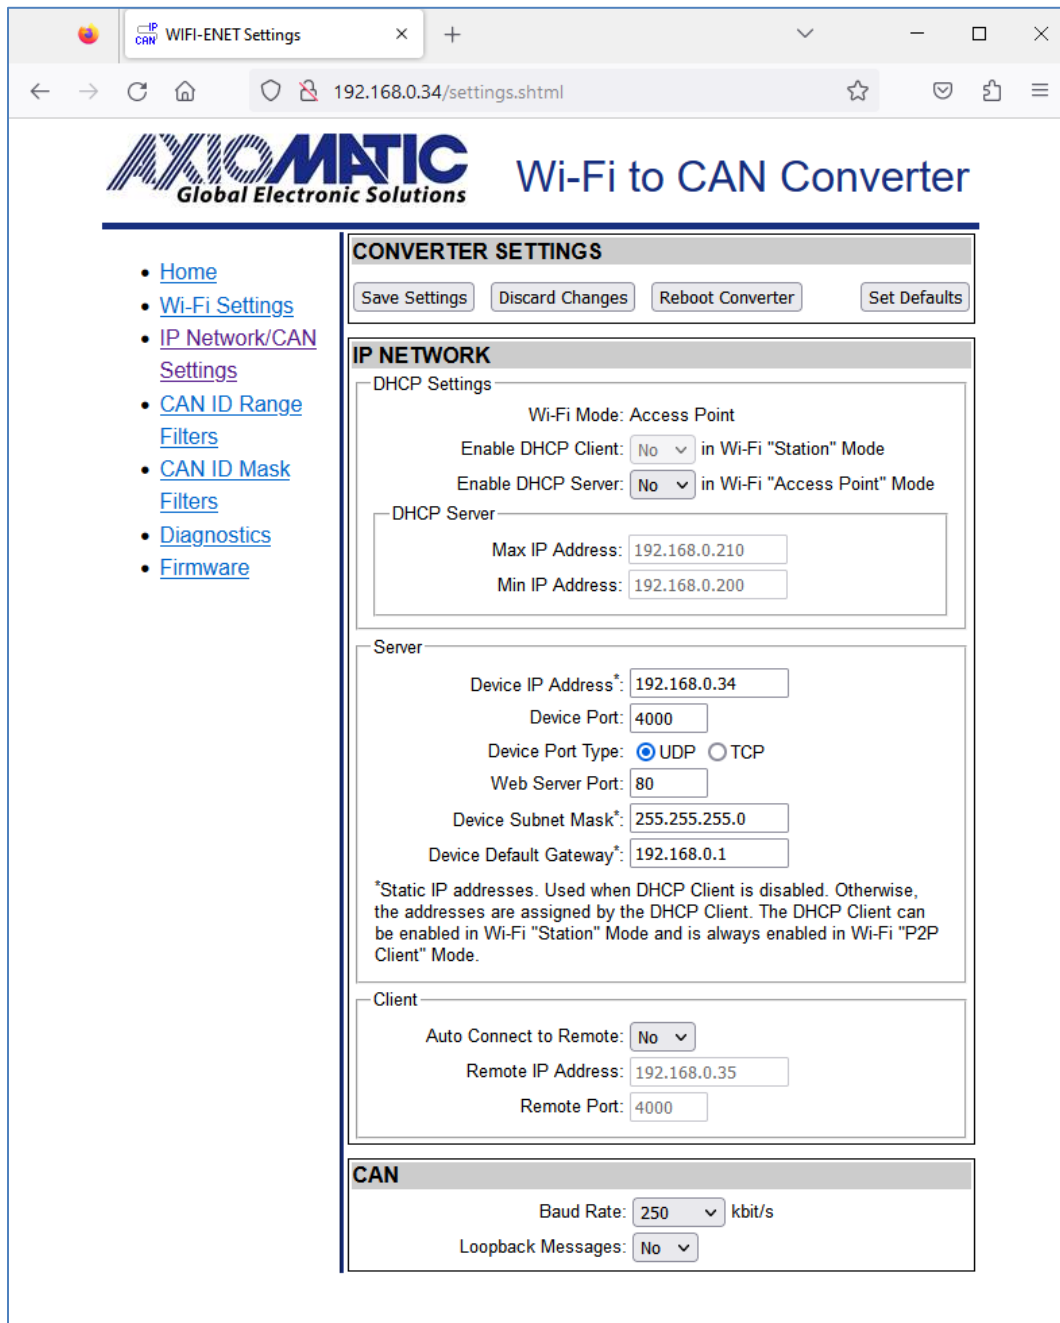 IP
CAN
WIFI-ENET Settings
192.168.0.34/settings.shtml
AXIOMATIC
Global Electronic Solutions
Wi-Fi to CAN Converter
Home
Wi-Fi Settings
IP Network/CAN
Settings
CAN ID Range
Filters
CAN ID Mask
Filters
Diagnostics
Firmware
CONVERTER SETTINGS
Save Settings Discard Changes Reboot Converter Set Defaults
IP NETWORK
DHCP Settings
Wi-Fi Mode: Access Point
Enable DHCP Client: No in Wi-Fi "Station" Mode
Enable DHCP Server: No in Wi-Fi "Access Point" Mode
DHCP Server
Max IP Address: 192.168.0.210
Min IP Address: 192.168.0.200
Server
Device IP Address*: 192.168.0.34
Device Port: 4000
Device Port Type: UDP TCP
Web Server Port: 80
Device Subnet Mask*: 255.255.255.0
Device Default Gateway*: 192.168.0.1
*Static IP addresses. Used when DHCP Client is disabled. Otherwise,
the addresses are assigned by the DHCP Client. The DHCP Client can
be enabled in Wi-Fi "Station" Mode and is always enabled in Wi-Fi "P2P
Client" Mode.
Client
Auto Connect to Remote: No
Remote IP Address: 192.168.0.35
Remote Port: 4000
CAN
Baud Rate: 250 kbit/s
Loopback Messages: No